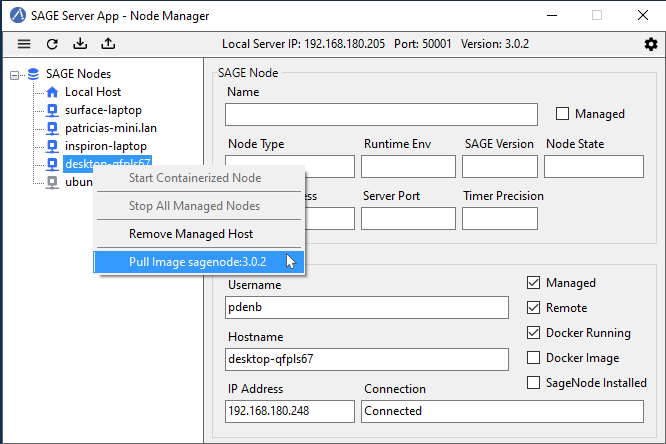 SAGE Server App - Node Manager
Local Server IP: 192.168.180.205 Port: 50001 Version: 3.0.2
SAGE Nodes
Local Host
surface-laptop
patricias-mini.lan
inspiron-laptop
desktop-qfpls67
ubun
Start Containerized Node
Stop All Managed Nodes
Remove Managed Host
Pull Image sagenode:3.0.2
SAGE Node
Name
Managed
Node Type Runtime Env SAGE Version Node State
ess Server Port Timer Precision
Username
pdenb
Hostname
desktop-qfpls67
IP Address Connection
192.168.180.248 Connected
Managed
Remote
Docker Running
Docker Image
SageNode Installed